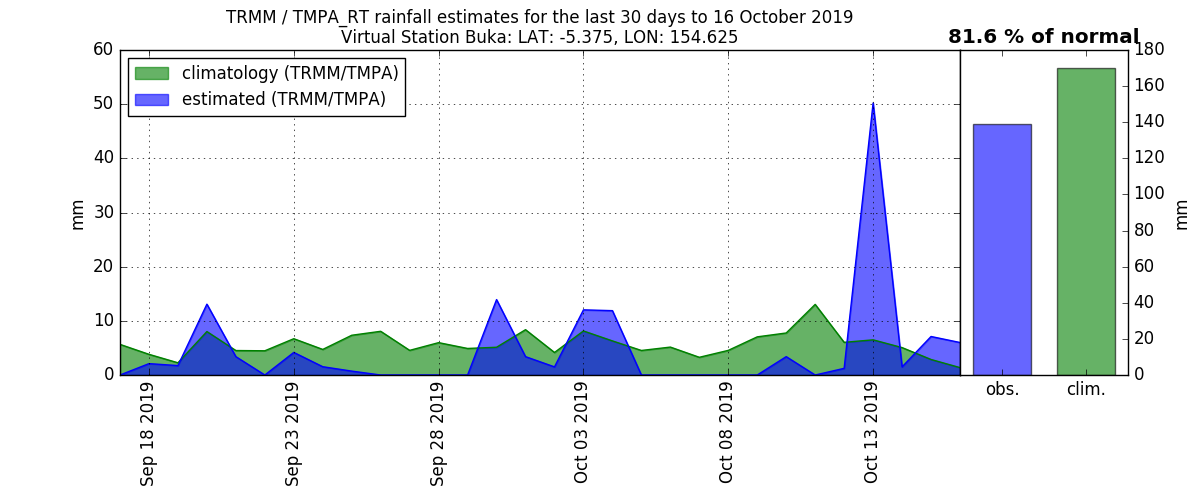 TRMM / TMPA_RT rainfall estimates for the last 30 days to 16 October 2019
Virtual Station Buka: LAT: -5.375, LON: 154.625
81.6 % of normal
climatology (TRMM/TMPA)
estimated (TRMM/TMPA)
60
50
40
30
20
10
0
mm
Sep 18 2019
Sep 23 2019
Sep 28 2019
Oct 03 2019
Oct 08 2019
Oct 13 2019
180
160
140
120
100
80
60
40
20
0
mm
obs.
clim.